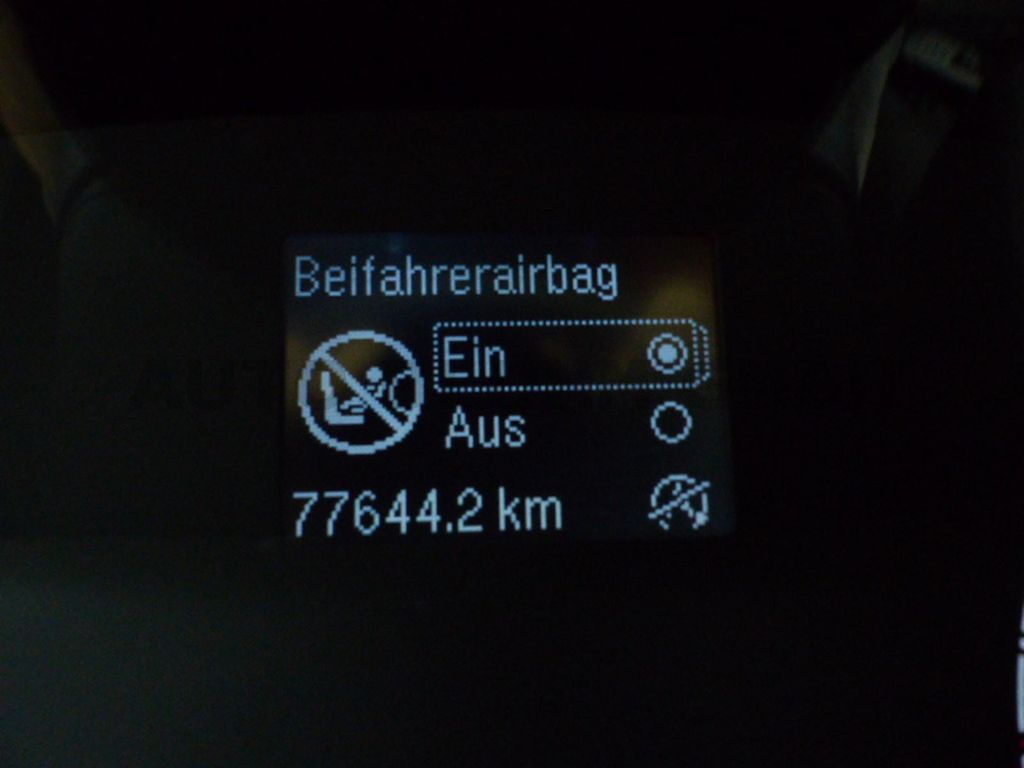 Beifahrerairbag
Ein
Aus
77644.2 km